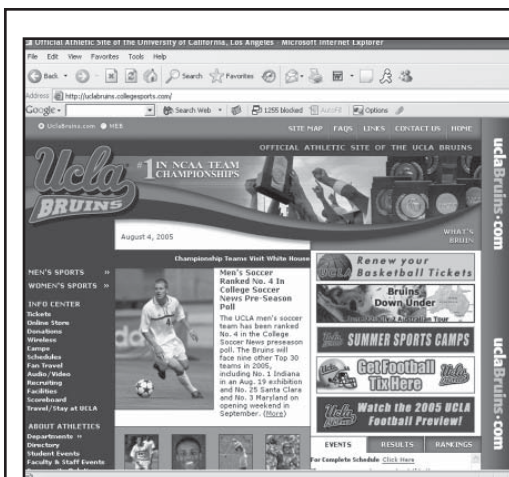 Official Athletic Site of the University of California, Los Angeles - Microsoft Internet Explorer
File Edit View Favorites Tools Help
Back Search Favorites
Address http://uclabruins.collegesports.com/
Google Search Web 1255 blocked AutoFill Options
UclaBruins.com WEB
SITE MAP FAQS LINKS CONTACT US HOME
OFFICIAL ATHLETIC SITE OF THE UCLA BRUINS
Ucla
BRUINS
#1 IN NCAA TEAM
CHAMPIONSHIPS
uclaBruins.com
August 4, 2005
WHAT'S
BRUIN
Championship Teams Visit White House
MEN'S SPORTS »
WOMEN'S SPORTS »
INFO CENTER
Tickets
Online Store
Donations
Wireless
Camps
Schedules
Fan Travel
Audio/Video
Recruiting
Facilities
Scoreboard
Travel/Stay at UCLA
ABOUT ATHLETICS
Departments »
Directory
Student Events
Faculty & Staff Events
Men's Soccer
Ranked No. 4 In
College Soccer
News Pre-Season
Poll
The UCLA men's soccer
team has been ranked
No. 4 in the College
Soccer News preseason
poll. The Bruins will
face nine other Top 30
teams in 2005,
including No. 1 Indiana
in an Aug. 19 exhibition
and No. 25 Santa Clara
and No. 3 Maryland on
opening weekend in
September. (More)
UCLA
Renew your
Basketball Tickets
Bruins
Down Under
Australian Tour
Ucla
SUMMER SPORTS CAMPS
Get Football
Tix Here
Ucla
Ucla
Watch the 2005 UCLA
Football Preview!
EVENTS RESULTS RANKINGS
For Complete Schedule Click Here
uclaBruins.com